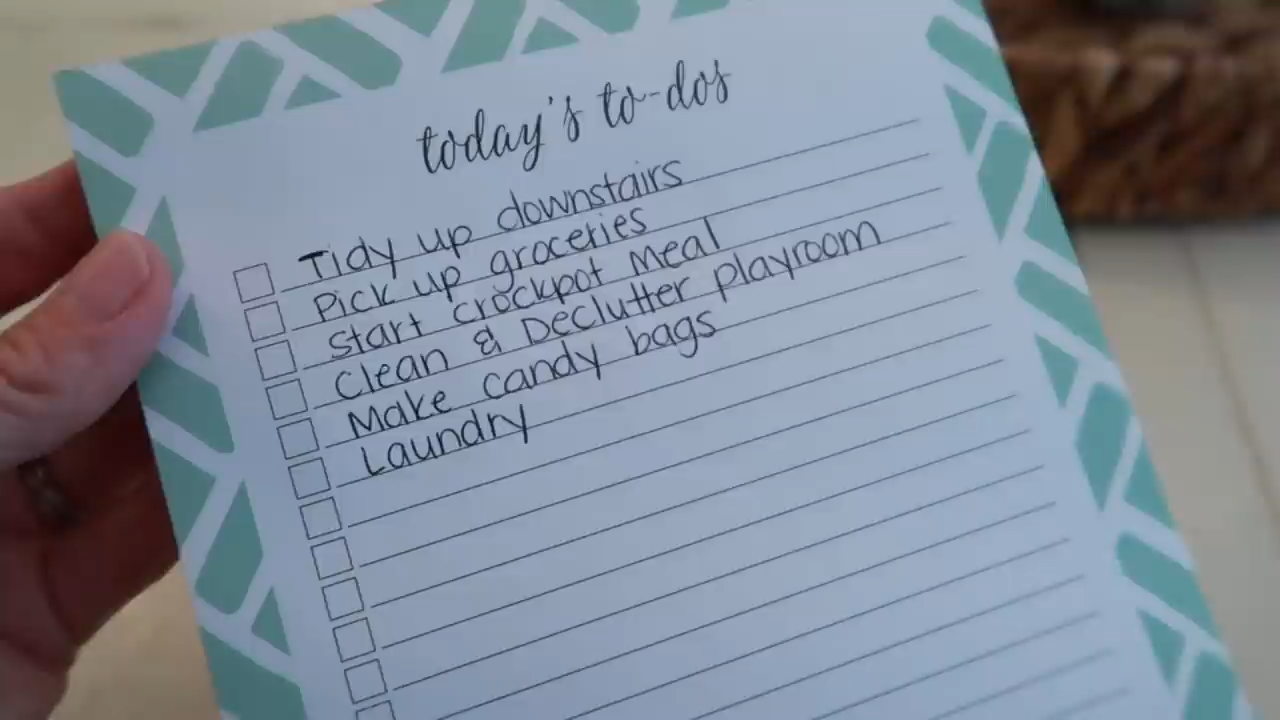 today's to-dos
Tidy up downstairs
Pick up groceries
Start crockpot meal
Clean & Declutter playroom
Make candy bags
Laundry